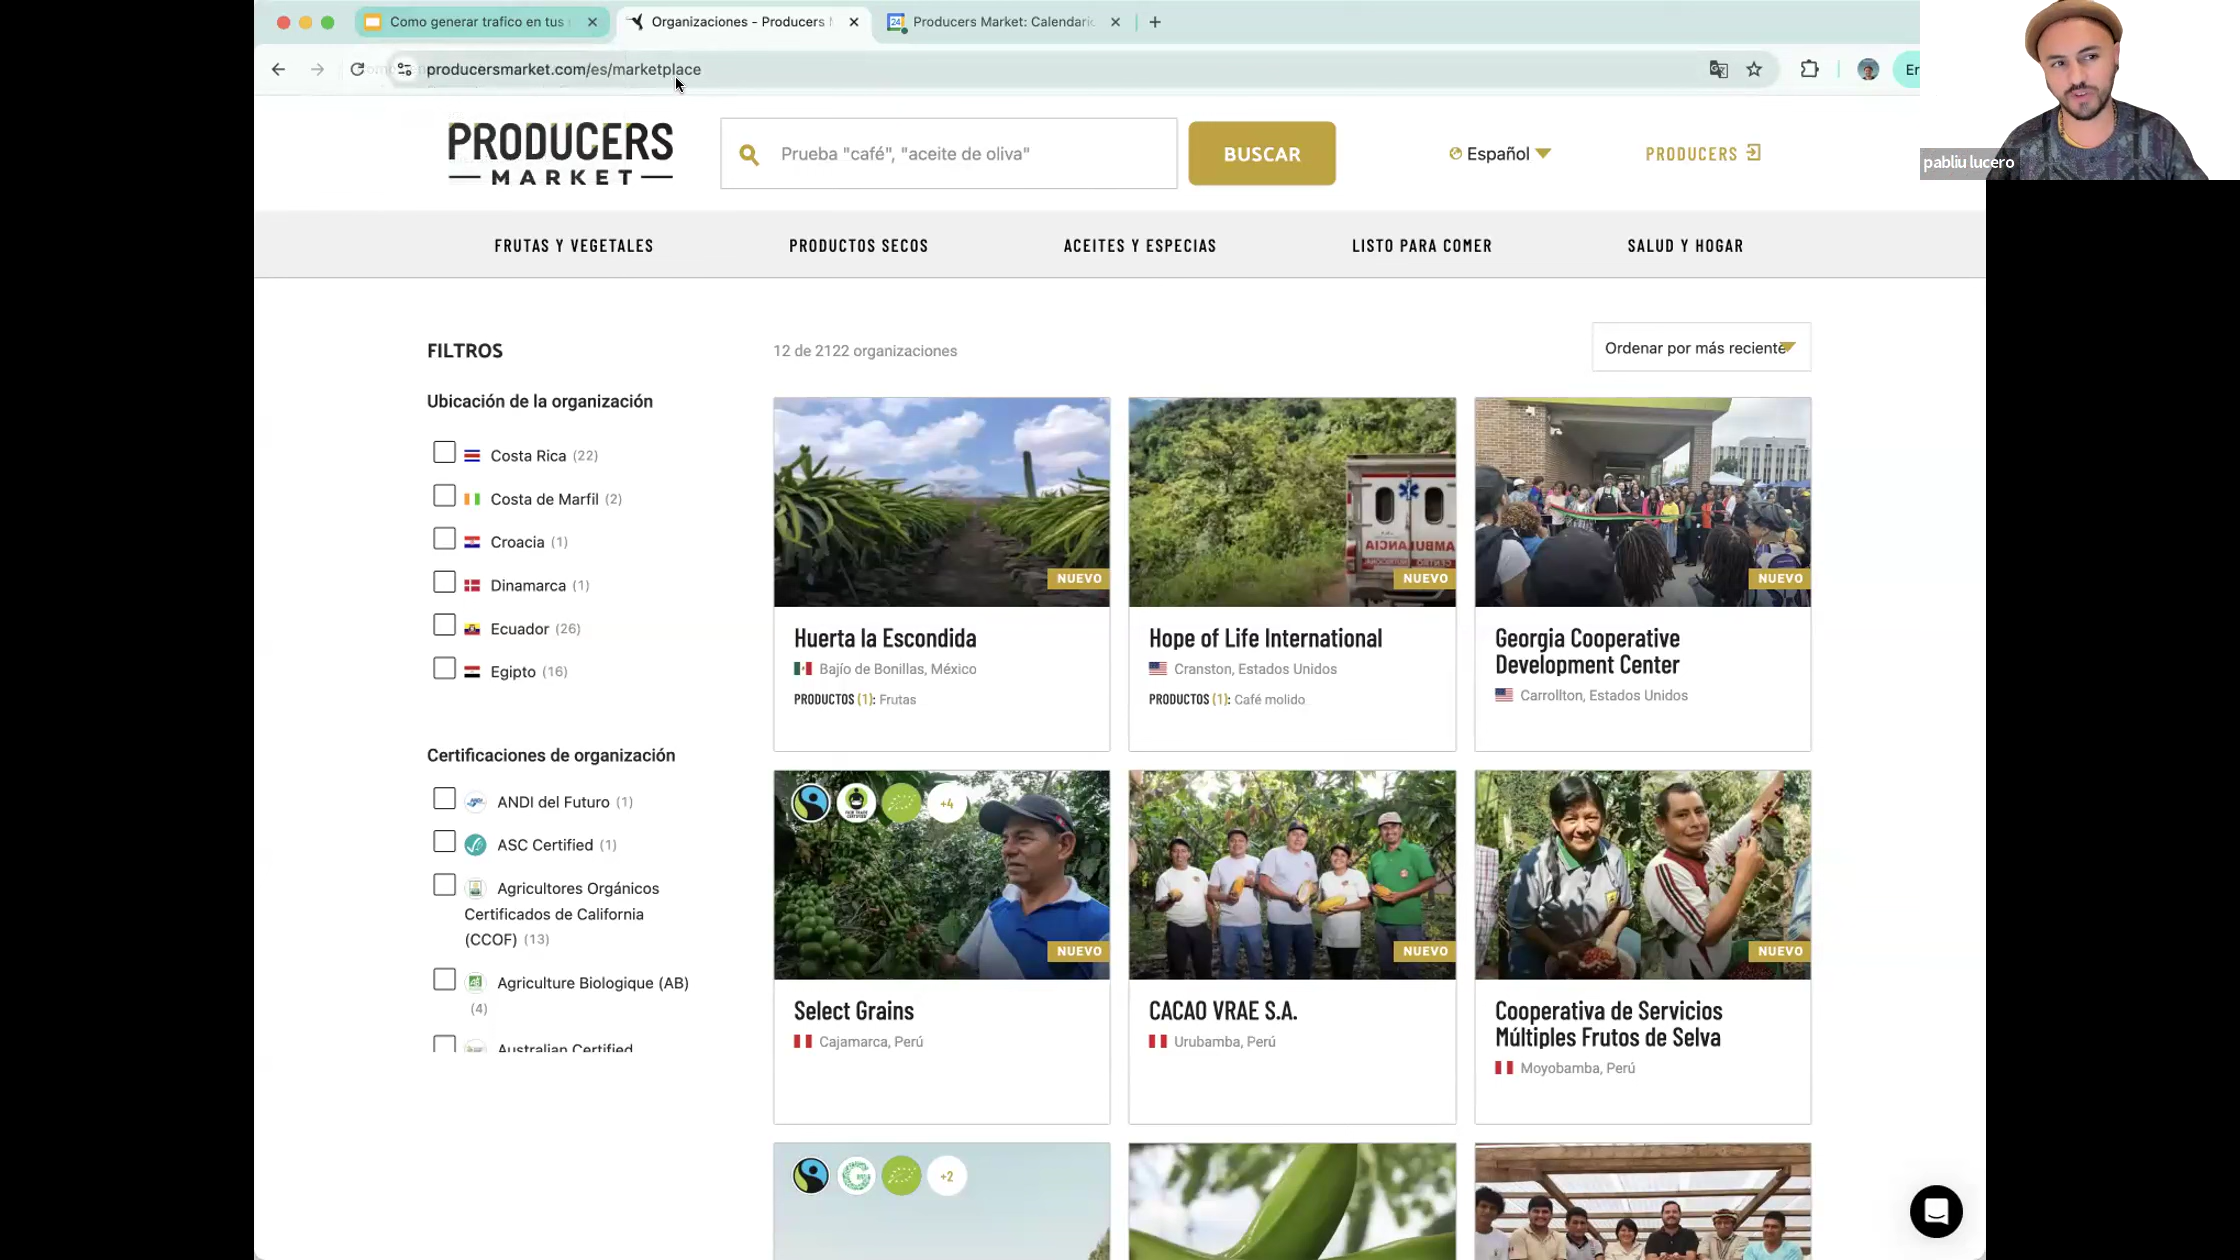 Como generar trafico en tus
Organizaciones - Producers M
Producers Market: Calendario
producersmarket.com/es/marketplace
Er
pabliu lucero
PRODUCERS
MARKET
Prueba "café", "aceite de oliva"
BUSCAR
Español
PRODUCERS
FRUTAS Y VEGETALES
PRODUCTOS SECOS
ACEITES Y ESPECIAS
LISTO PARA COMER
SALUD Y HOGAR
FILTROS
12 de 2122 organizaciones
Ordenar por más reciente
Ubicación de la organización
Costa Rica (22)
Costa de Marfil (2)
Croacia (1)
Dinamarca (1)
Ecuador (26)
Egipto (16)
Certificaciones de organización
ANDI del Futuro (1)
ASC Certified (1)
Agricultores Orgánicos
Certificados de California
(CCOF) (13)
Agriculture Biologique (AB)
(4)
Australian Certified
NUEVO
Huerta la Escondida
Bajío de Bonillas, México
PRODUCTOS (1): Frutas
AMBULANCIA
NUEVO
Hope of Life International
Cranston, Estados Unidos
PRODUCTOS (1): Café molido
NUEVO
Georgia Cooperative
Development Center
Carrollton, Estados Unidos
+4
NUEVO
Select Grains
Cajamarca, Perú
NUEVO
CACAO VRAE S.A.
Urubamba, Perú
NUEVO
Cooperativa de Servicios
Múltiples Frutos de Selva
Moyobamba, Perú
+2